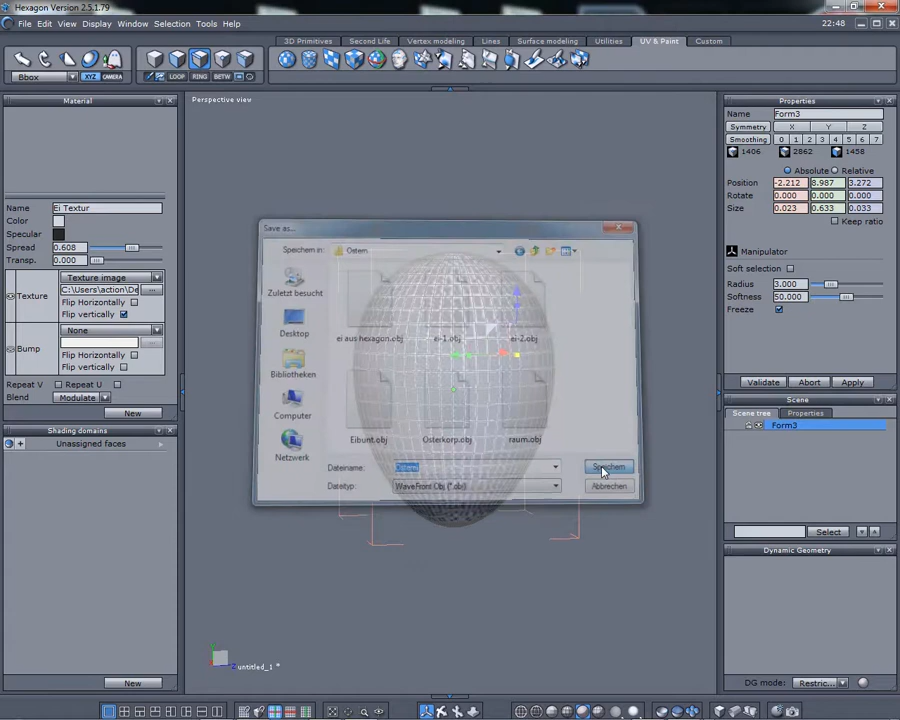 Hexagon Version 2.5.1.79
File Edit View Display Window Selection Tools Help
22:48
3D Primitives Second Life Vertex modeling Lines Surface modeling Utilities UV & Paint Custom
Bbox XYZ CAMERA LOOP RING BETW
Material
Name Ei Textur
Color
Specular
Spread 0.608
Transp. 0.000
Texture
Texture image
C:\Users\action\De ...
Flip Horizontally
Flip vertically
Bump
None
...
Flip Horizontally
Flip vertically
Repeat V Repeat U
Blend Modulate
New
Shading domains
Unassigned faces
New
Perspective view
Save as...
Speichern in: Ostern
Zuletzt besucht
Desktop
Bibliotheken
Computer
Netzwerk
ei aus hexagon.obj ei-1.obj ei-2.obj
Eibunt.obj Osterkorp.obj raum.obj
Dateiname: Speichern
Dateityp: WaveFront Obj (*.obj) Abbrechen
untitled_1 *
Properties
Name Form3
Symmetry X Y Z
Smoothing 0 1 2 3 4 5 6 7
1406 2862 1458
Absolute Relative
Position -2.212 8.987 3.272
Rotate 0.000 0.000 0.000
Size 0.023 0.633 0.033
Keep ratio
Manipulator
Soft selection
Radius 3.000
Softness 50.000
Freeze
Validate Abort Apply
Scene
Scene tree Properties
Form3
Select
Dynamic Geometry
DG mode: Restric...